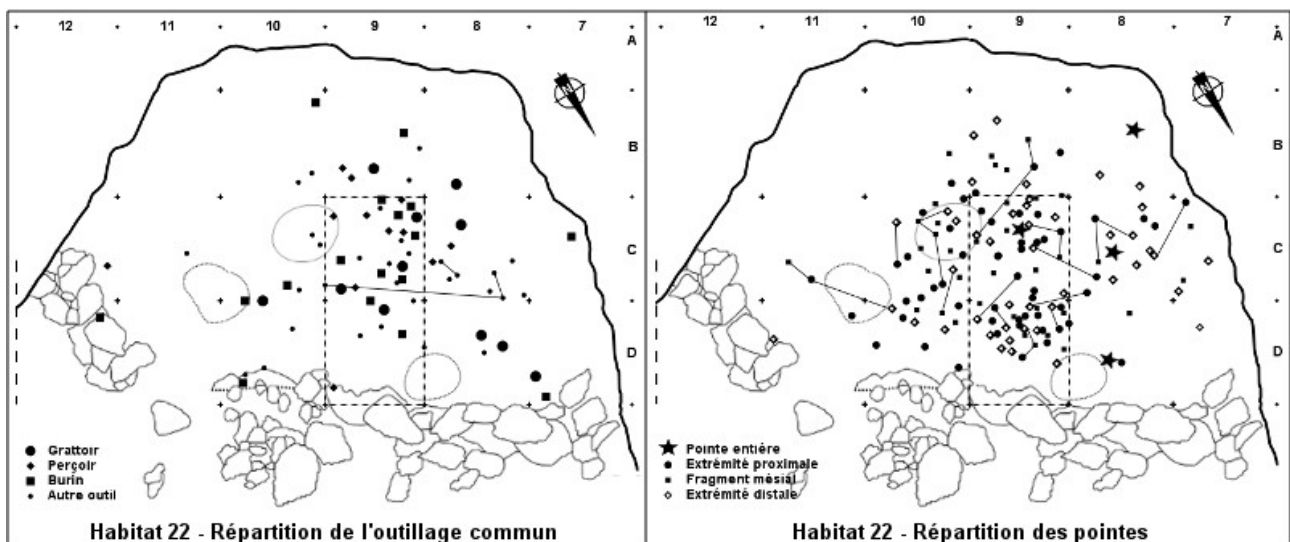 12 11 10 9 8 7
A
B
C
D
Grattoir
Perçoir
Burin
Autre outil
Habitat 22 - Répartition de l'outillage commun
12 11 10 9 8 7
A
B
C
D
Pointe entière
Extrémité proximale
Fragment mésial
Extrémité distale
Habitat 22 - Répartition des pointes